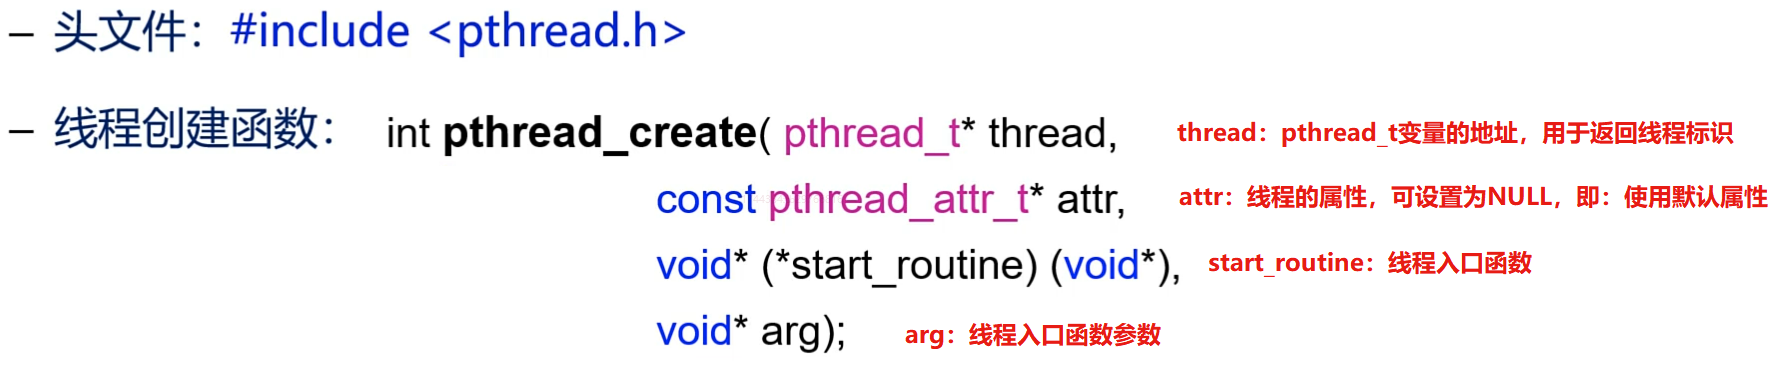 – 头文件：#include <pthread.h>
– 线程创建函数： int pthread_create( pthread_t* thread, thread：pthread_t变量的地址，用于返回线程标识
const pthread_attr_t* attr, attr：线程的属性，可设置为NULL，即：使用默认属性
void* (*start_routine) (void*), start_routine：线程入口函数
void* arg); arg：线程入口函数参数